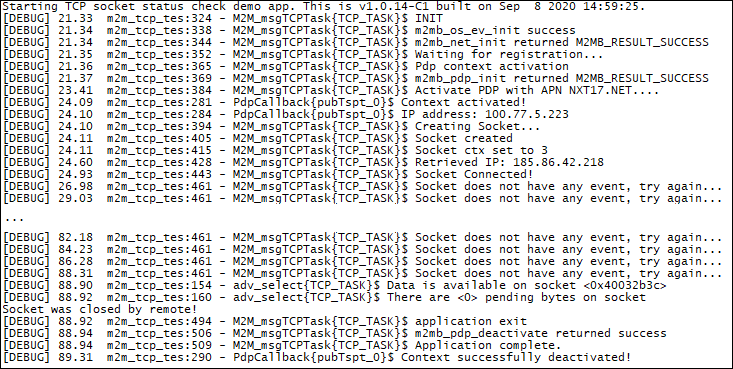 Starting TCP socket status check demo app. This is v1.0.14-C1 built on Sep  8 2020 14:59:25.
[DEBUG] 21.33  m2m_tcp_tes:324 - M2M_msgTCPTask{TCP_TASK}$ INIT
[DEBUG] 21.34  m2m_tcp_tes:338 - M2M_msgTCPTask{TCP_TASK}$ m2mb_os_ev_init success
[DEBUG] 21.34  m2m_tcp_tes:344 - M2M_msgTCPTask{TCP_TASK}$ m2mb_net_init returned M2MB_RESULT_SUCCESS
[DEBUG] 21.35  m2m_tcp_tes:352 - M2M_msgTCPTask{TCP_TASK}$ Waiting for registration...
[DEBUG] 21.36  m2m_tcp_tes:365 - M2M_msgTCPTask{TCP_TASK}$ Pdp context activation
[DEBUG] 21.37  m2m_tcp_tes:369 - M2M_msgTCPTask{TCP_TASK}$ m2mb_pdp_init returned M2MB_RESULT_SUCCESS
[DEBUG] 23.41  m2m_tcp_tes:384 - M2M_msgTCPTask{TCP_TASK}$ Activate PDP with APN NXT17.NET....
[DEBUG] 24.09  m2m_tcp_tes:281 - PdpCallback{pubTspt_0}$ Context activated!
[DEBUG] 24.10  m2m_tcp_tes:284 - PdpCallback{pubTspt_0}$ IP address: 100.77.5.223
[DEBUG] 24.10  m2m_tcp_tes:394 - M2M_msgTCPTask{TCP_TASK}$ Creating Socket...
[DEBUG] 24.11  m2m_tcp_tes:405 - M2M_msgTCPTask{TCP_TASK}$ Socket created
[DEBUG] 24.11  m2m_tcp_tes:415 - M2M_msgTCPTask{TCP_TASK}$ Socket ctx set to 3
[DEBUG] 24.60  m2m_tcp_tes:428 - M2M_msgTCPTask{TCP_TASK}$ Retrieved IP: 185.86.42.218
[DEBUG] 24.93  m2m_tcp_tes:443 - M2M_msgTCPTask{TCP_TASK}$ Socket Connected!
[DEBUG] 26.98  m2m_tcp_tes:461 - M2M_msgTCPTask{TCP_TASK}$ Socket does not have any event, try again...
[DEBUG] 29.03  m2m_tcp_tes:461 - M2M_msgTCPTask{TCP_TASK}$ Socket does not have any event, try again...
...
[DEBUG] 82.18  m2m_tcp_tes:461 - M2M_msgTCPTask{TCP_TASK}$ Socket does not have any event, try again...
[DEBUG] 84.23  m2m_tcp_tes:461 - M2M_msgTCPTask{TCP_TASK}$ Socket does not have any event, try again...
[DEBUG] 86.28  m2m_tcp_tes:461 - M2M_msgTCPTask{TCP_TASK}$ Socket does not have any event, try again...
[DEBUG] 88.31  m2m_tcp_tes:461 - M2M_msgTCPTask{TCP_TASK}$ Socket does not have any event, try again...
[DEBUG] 88.90  m2m_tcp_tes:154 - adv_select{TCP_TASK}$ Data is available on socket <0x40032b3c>
[DEBUG] 88.92  m2m_tcp_tes:160 - adv_select{TCP_TASK}$ There are <0> pending bytes on socket
Socket was closed by remote!
[DEBUG] 88.92  m2m_tcp_tes:494 - M2M_msgTCPTask{TCP_TASK}$ application exit
[DEBUG] 88.94  m2m_tcp_tes:506 - M2M_msgTCPTask{TCP_TASK}$ m2mb_pdp_deactivate returned success
[DEBUG] 88.94  m2m_tcp_tes:509 - M2M_msgTCPTask{TCP_TASK}$ Application complete.
[DEBUG] 89.31  m2m_tcp_tes:290 - PdpCallback{pubTspt_0}$ Context successfully deactivated!